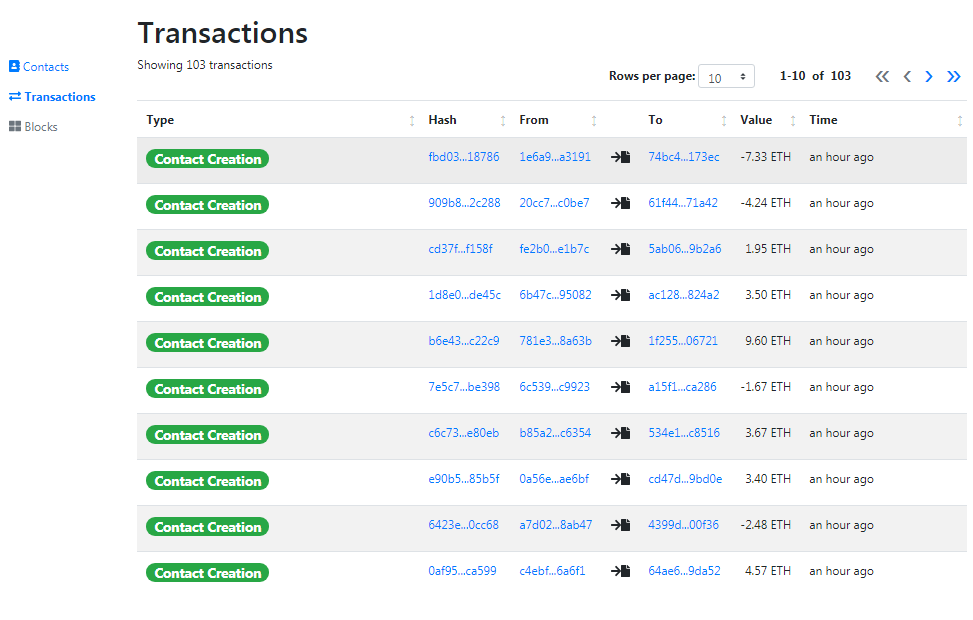 Transactions
Contacts
Showing 103 transactions
Rows per page: 10 1-10 of 103
Transactions
Type Hash From To Value Time
Blocks
Contact Creation fbd03...18786 1e6a9...a3191 74bc4...173ec -7.33 ETH an hour ago
Contact Creation 909b8...2c288 20cc7...c0be7 61f44...71a42 -4.24 ETH an hour ago
Contact Creation cd37f...f158f fe2b0...e1b7c 5ab06...9b2a6 1.95 ETH an hour ago
Contact Creation 1d8e0...de45c 6b47c...95082 ac128...824a2 3.50 ETH an hour ago
Contact Creation b6e43...c22c9 781e3...8a63b 1f255...06721 9.60 ETH an hour ago
Contact Creation 7e5c7...be398 6c539...c9923 a15f1...ca286 -1.67 ETH an hour ago
Contact Creation c6c73...e80eb b85a2...c6354 534e1...c8516 3.67 ETH an hour ago
Contact Creation e90b5...85b5f 0a56e...ae6bf cd47d...9bd0e 3.40 ETH an hour ago
Contact Creation 6423e...0cc68 a7d02...8ab47 4399d...00f36 -2.48 ETH an hour ago
Contact Creation 0af95...ca599 c4ebf...6a6f1 64ae6...9da52 4.57 ETH an hour ago